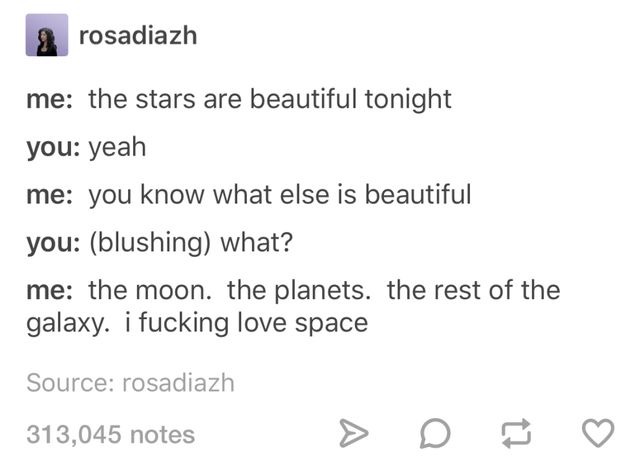 rosadiazh
me: the stars are beautiful tonight
you: yeah
me: you know what else is beautiful
you: (blushing) what?
me: the moon. the planets. the rest of the
galaxy. i fucking love space
Source: rosadiazh
313,045 notes